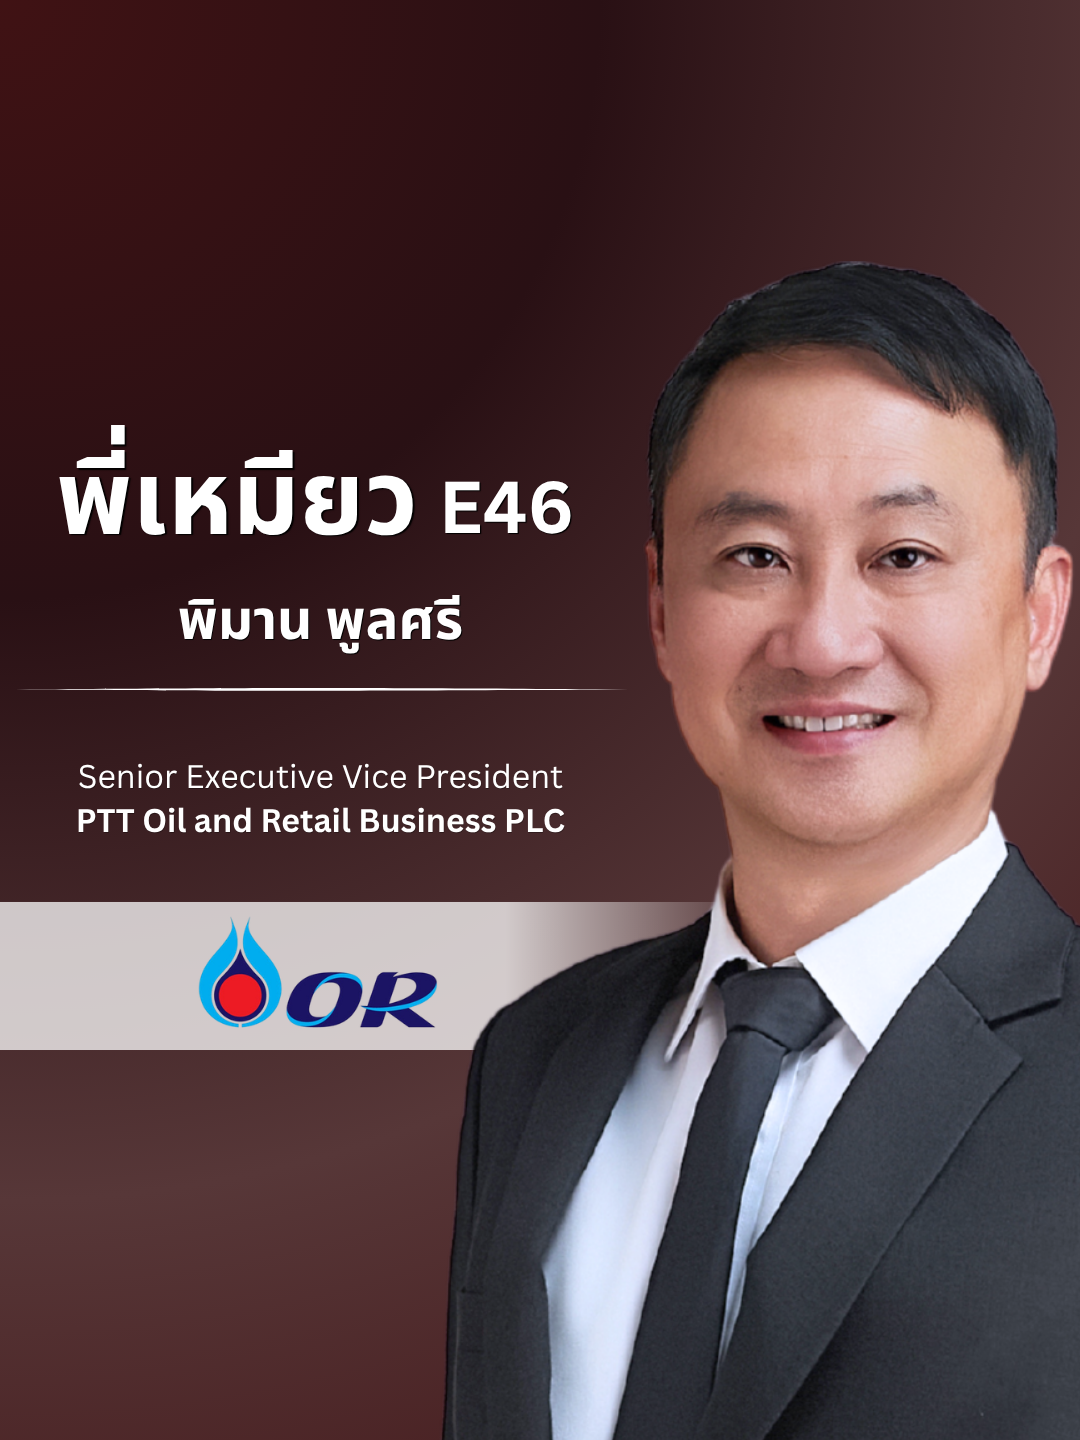 พี่เหมียว E46
พิมาน พูลศรี
Senior Executive Vice President
PTT Oil and Retail Business PLC
OR